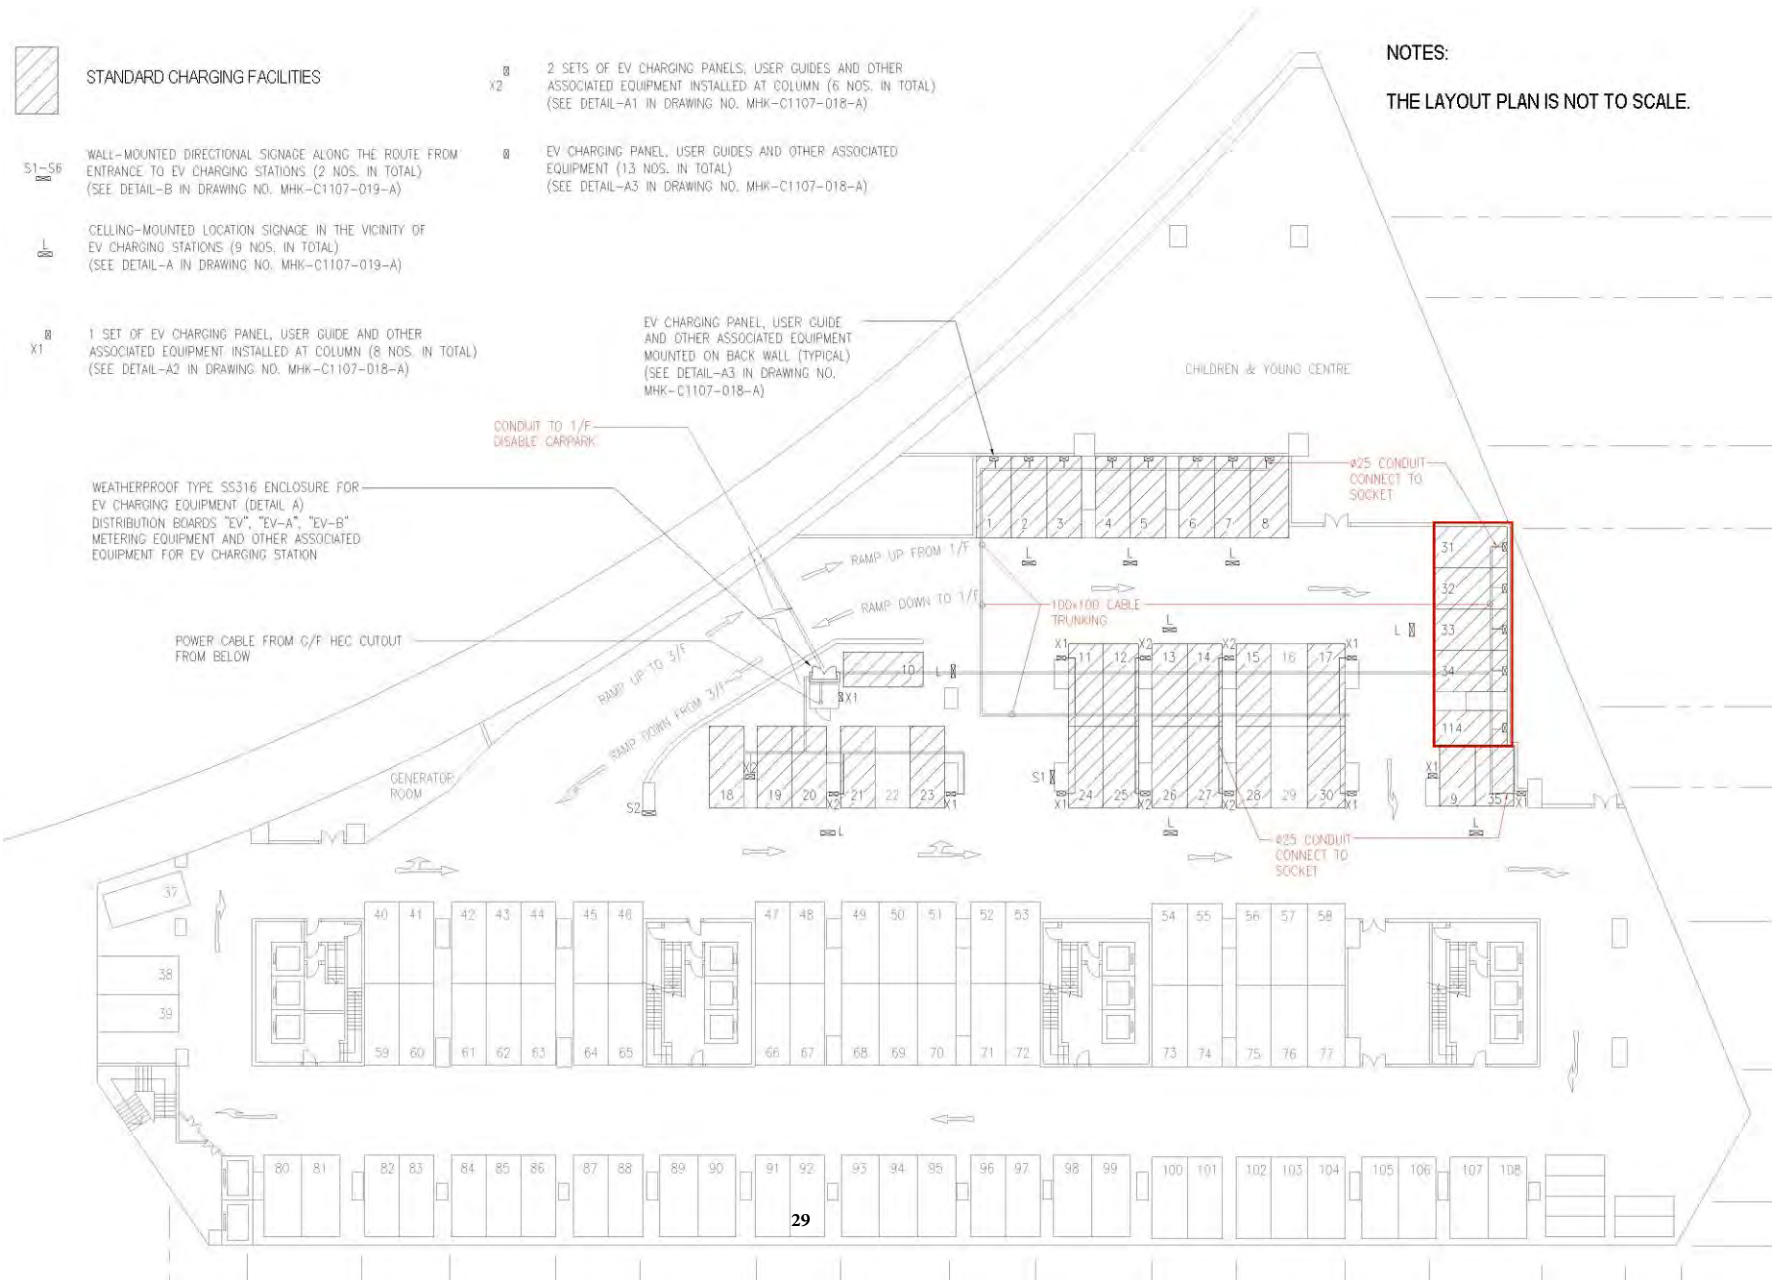 STANDARD CHARGING FACILITIES
S1-S6
WALL-MOUNTED DIRECTIONAL SIGNAGE ALONG THE ROUTE FROM
ENTRANCE TO EV CHARGING STATIONS (2 NOS. IN TOTAL)
(SEE DETAIL-B IN DRAWING NO. MHK-C1107-019-A)
L
CELLING-MOUNTED LOCATION SIGNAGE IN THE VICINITY OF
EV CHARGING STATIONS (9 NOS. IN TOTAL)
(SEE DETAIL-A IN DRAWING NO. MHK-C1107-019-A)
X1
1 SET OF EV CHARGING PANEL, USER GUIDE AND OTHER
ASSOCIATED EQUIPMENT INSTALLED AT COLUMN (8 NOS. IN TOTAL)
(SEE DETAIL-A2 IN DRAWING NO. MHK-C1107-018-A)
X2
2 SETS OF EV CHARGING PANELS, USER GUIDES AND OTHER
ASSOCIATED EQUIPMENT INSTALLED AT COLUMN (6 NOS. IN TOTAL)
(SEE DETAIL-A1 IN DRAWING NO. MHK-C1107-018-A)
EV CHARGING PANEL, USER GUIDES AND OTHER ASSOCIATED
EQUIPMENT (13 NOS. IN TOTAL)
(SEE DETAIL-A3 IN DRAWING NO. MHK-C1107-018-A)
NOTES:
THE LAYOUT PLAN IS NOT TO SCALE.
EV CHARGING PANEL, USER GUIDE
AND OTHER ASSOCIATED EQUIPMENT
MOUNTED ON BACK WALL (TYPICAL)
(SEE DETAIL-A3 IN DRAWING NO.
MHK-C1107-018-A)
CHILDREN & YOUNG CENTRE
CONDUIT TO 1/F
DISABLE CARPARK
WEATHERPROOF TYPE SS316 ENCLOSURE FOR
EV CHARGING EQUIPMENT (DETAIL A)
DISTRIBUTION BOARDS "EV", "EV-A", "EV-B"
METERING EQUIPMENT AND OTHER ASSOCIATED
EQUIPMENT FOR EV CHARGING STATION
ø25 CONDUIT
CONNECT TO
SOCKET
1 2 3 4 5 6 7 8
L L L
RAMP UP FROM 1/F
RAMP DOWN TO 1/F
100x100 CABLE
TRUNKING
31
32
33
34
114
L
L
POWER CABLE FROM G/F HEC CUTOUT
FROM BELOW
RAMP UP TO 3/F
RAMP DOWN FROM 3/F
10
L
X1
X1 X2 X2 X1
11 12 13 14 15 16 17
GENERATOR
ROOM
S2
X2
18 19 20 21 22 23
X2 X1
L
S1
24 25 26 27 28 29 30
X1 X2 X2 X1
L
X1
9 35
X1
L
ø25 CONDUIT
CONNECT TO
SOCKET
37
38
39
40 41 42 43 44 45 46 47 48 49 50 51 52 53 54 55 56 57 58
59 60 61 62 63 64 65 66 67 68 69 70 71 72 73 74 75 76 77
80 81 82 83 84 85 86 87 88 89 90 91 92 93 94 95 96 97 98 99 100 101 102 103 104 105 106 107 108
29